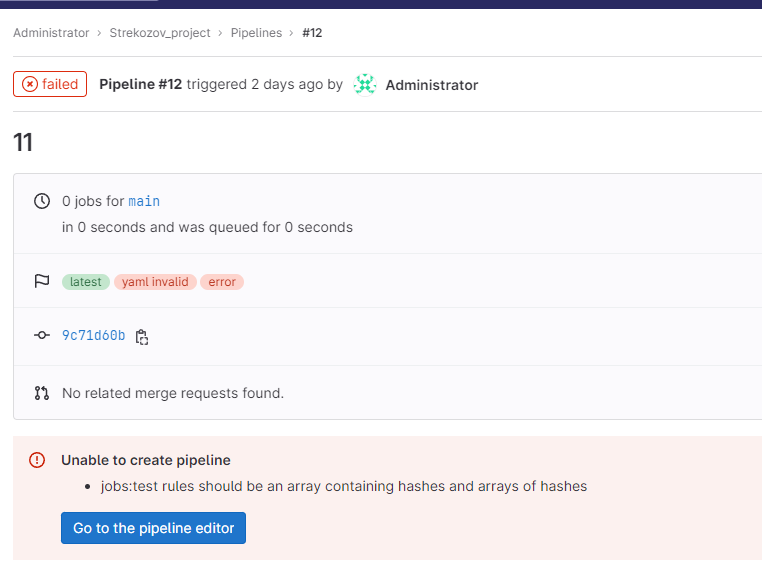 Administrator › Strekozov_project › Pipelines › #12
failed Pipeline #12 triggered 2 days ago by Administrator
11
0 jobs for main
in 0 seconds and was queued for 0 seconds
latest yaml invalid error
9c71d60b
No related merge requests found.
Unable to create pipeline
• jobs:test rules should be an array containing hashes and arrays of hashes
Go to the pipeline editor